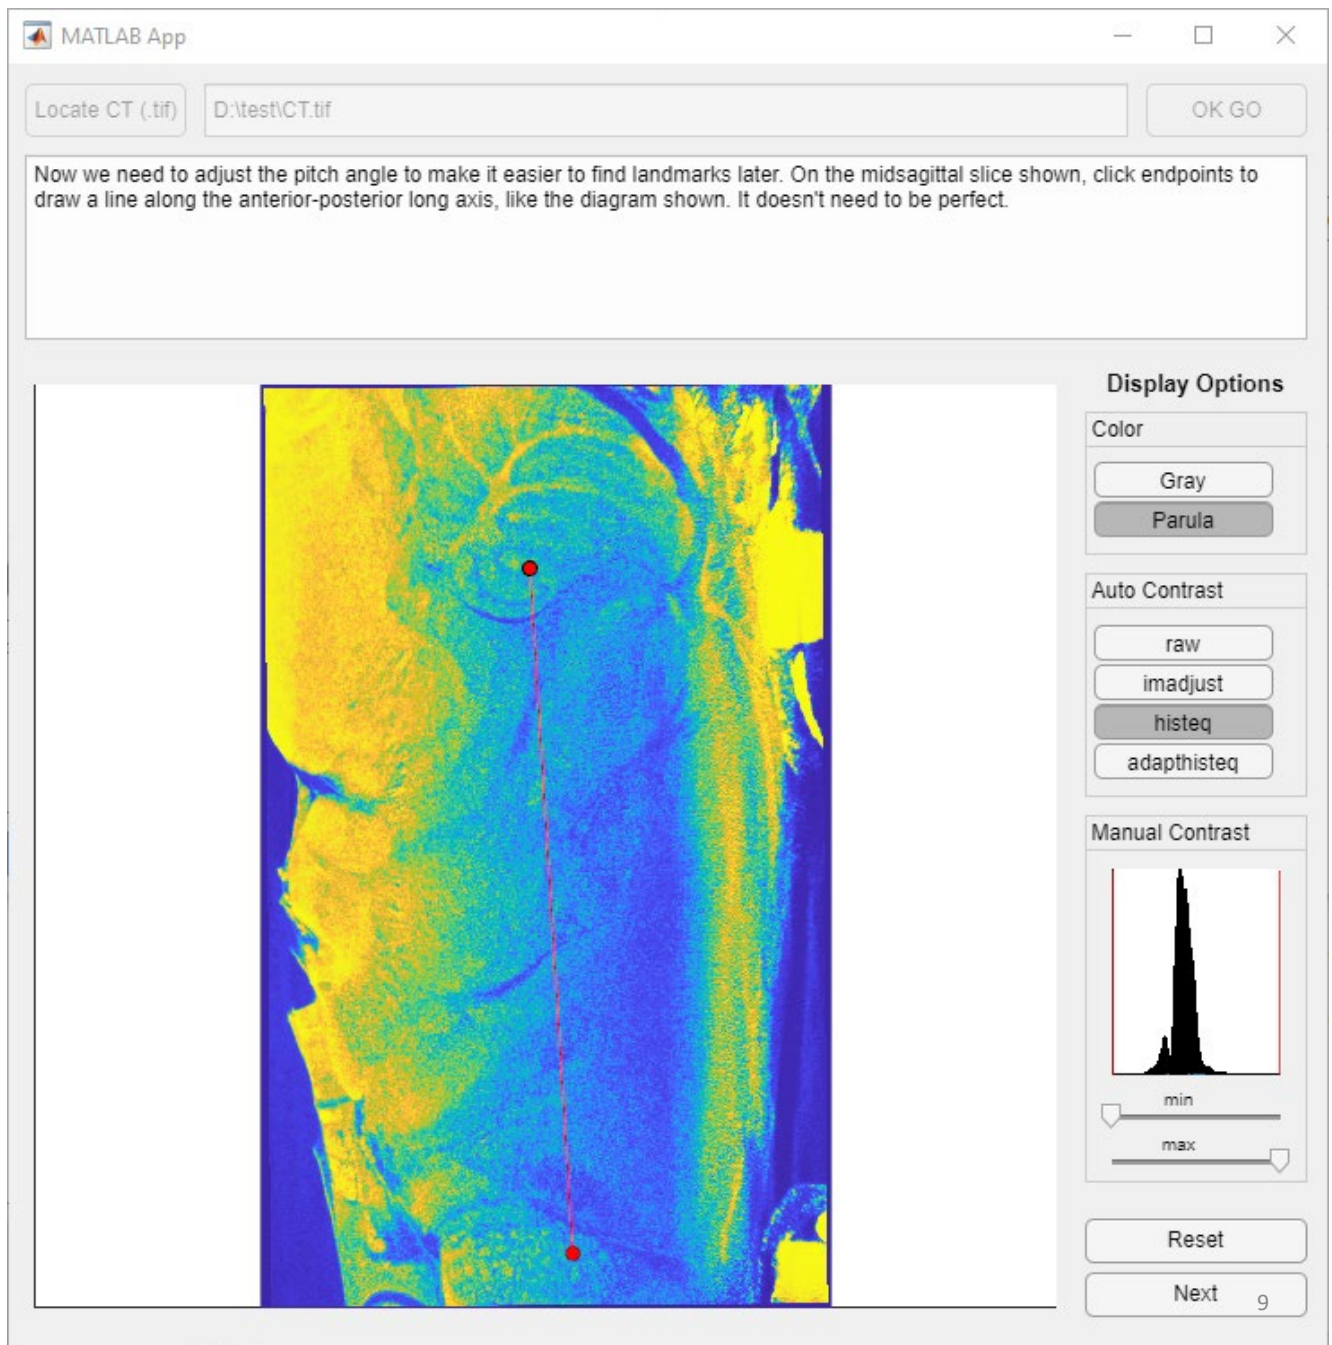 MATLAB App
Locate CT (.tif)
D:\test\CT.tif
OK GO
Now we need to adjust the pitch angle to make it easier to find landmarks later. On the midsagittal slice shown, click endpoints to
draw a line along the anterior-posterior long axis, like the diagram shown. It doesn't need to be perfect.
Display Options
Color
Gray
Parula
Auto Contrast
raw
imadjust
histeq
adapthisteq
Manual Contrast
min
max
Reset
Next
9